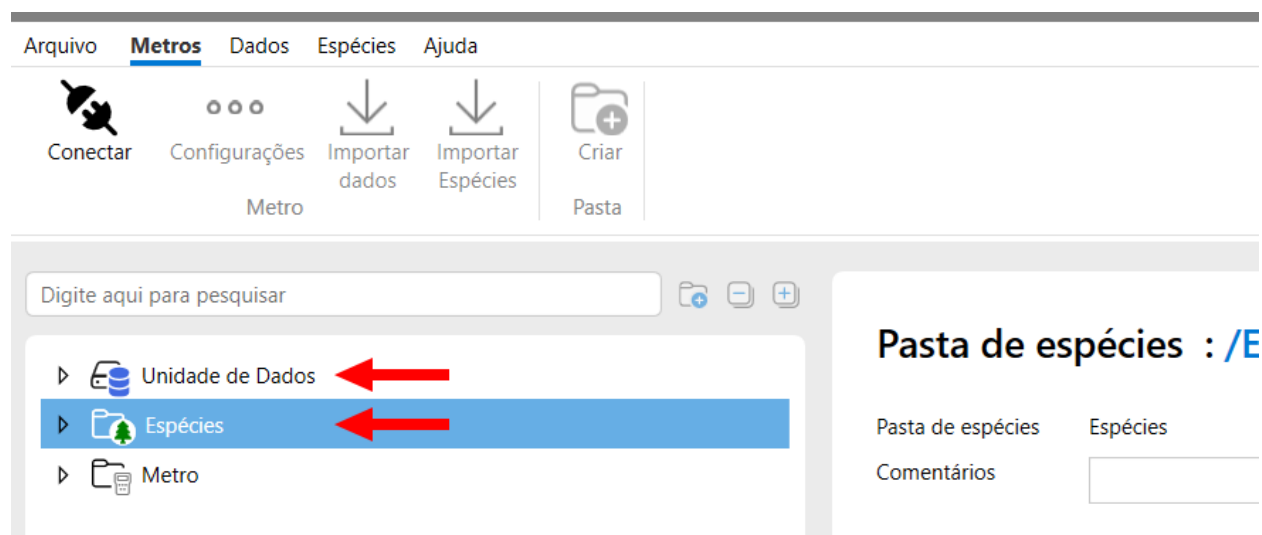 Arquivo Metros Dados Espécies Ajuda
Conectar Configurações Importar dados Importar Espécies Criar
Metro Pasta
Digite aqui para pesquisar
Unidade de Dados
Espécies
Metro
Pasta de espécies : /E
Pasta de espécies Espécies
Comentários